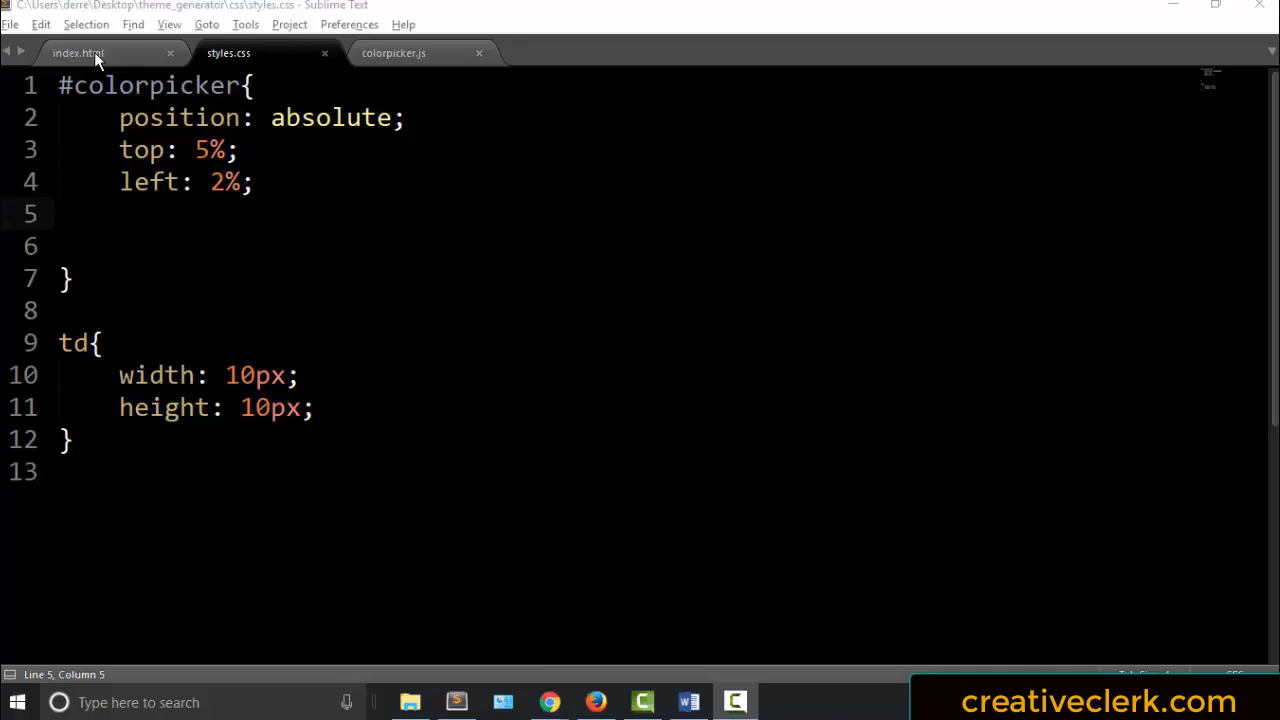 C:\Users\derre\Desktop\theme_generator\css\styles.css - Sublime Text
File Edit Selection Find View Goto Tools Project Preferences Help
index.html × styles.css × colorpicker.js ×
1 #colorpicker{
2 position: absolute;
3 top: 5%;
4 left: 2%;
5
6
7 }
8
9 td{
10 width: 10px;
11 height: 10px;
12 }
13
Line 5, Column 5
Type here to search
creativeclerk.com